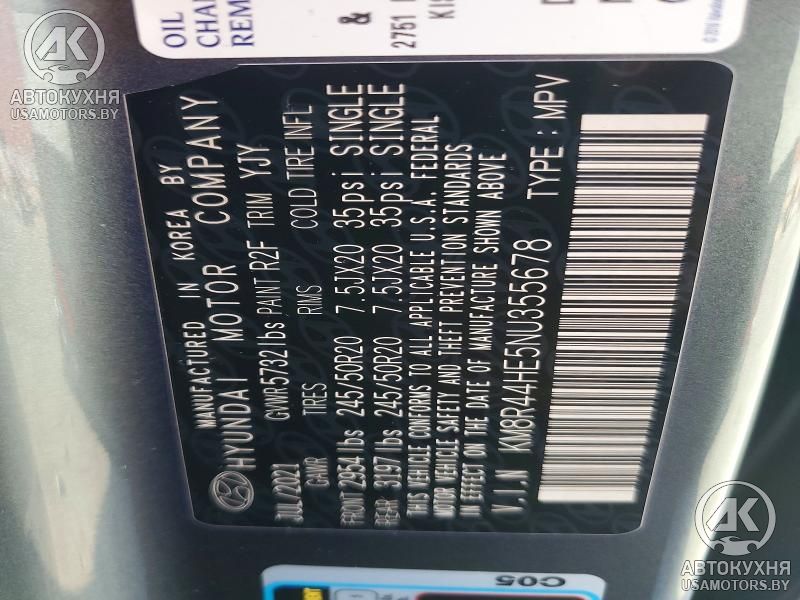 OIL
CHA
REM
&
2751
KIS
© 2016
MANUFACTURED IN KOREA BY
HYUNDAI MOTOR COMPANY
JUL/2021 GVWR 5732 lbs PAINT R2F TRIM YJY
GAWR TIRES RIMS COLD TIRE INFL
FRONT 2954 lbs 245/50R20 7.5JX20 35psi SINGLE
REAR 3197 lbs 245/50R20 7.5JX20 35psi SINGLE
THIS VEHICLE CONFORMS TO ALL APPLICABLE U.S.A. FEDERAL
MOTOR VEHICLE SAFETY AND THEFT PREVENTION STANDARDS
IN EFFECT ON THE DATE OF MANUFACTURE SHOWN ABOVE
V.I.N KM8R44HE5NU355678 TYPE : MPV
C05
АК
АВТОКУХНЯ
USAMOTORS.BY
АК
АВТОКУХНЯ
USAMOTORS.BY